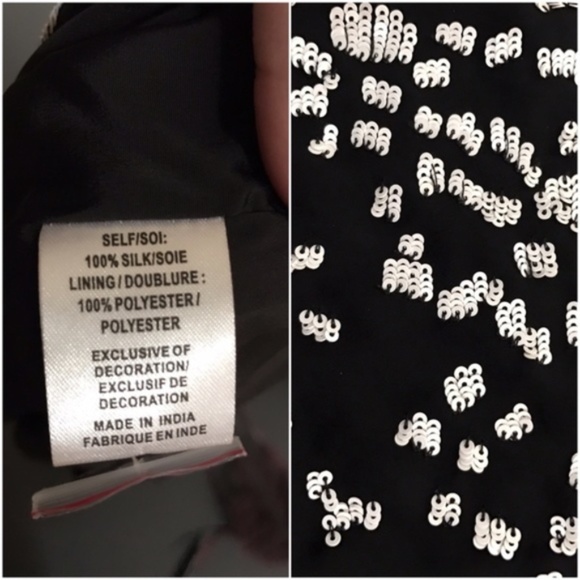 SELF/SOI:
100% SILK/SOIE
LINING/DOUBLURE:
100% POLYESTER/
POLYESTER
EXCLUSIVE OF
DECORATION/
EXCLUSIF DE
DECORATION
MADE IN INDIA
FABRIQUE EN INDE